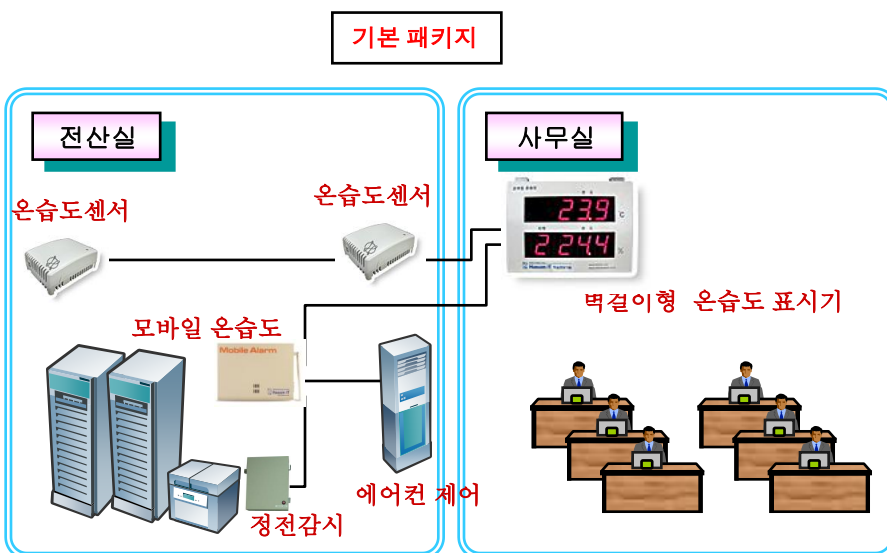 기본 패키지
전산실
사무실
온습도센서
온습도센서
23.9 ℃
2 24.4 %
벽걸이형 온습도 표시기
모바일 온습도
Mobile Alarm
에어컨 제어
정전감시